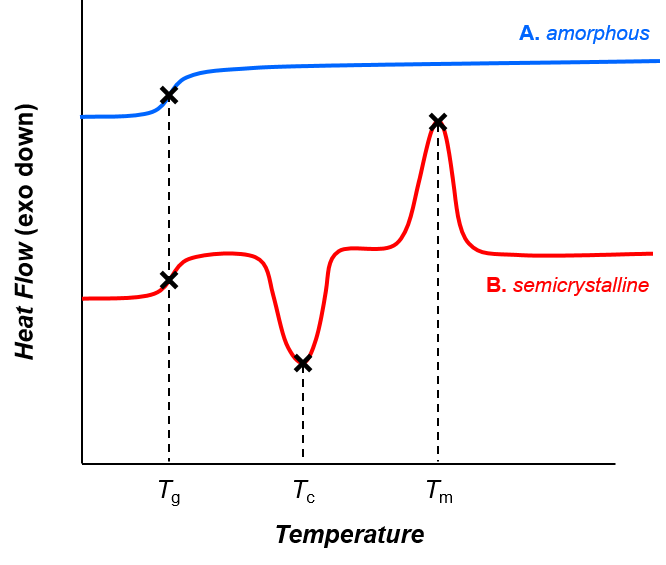 A. amorphous
Heat Flow (exo down)
B. semicrystalline
Tg
Tc
Tm
Temperature